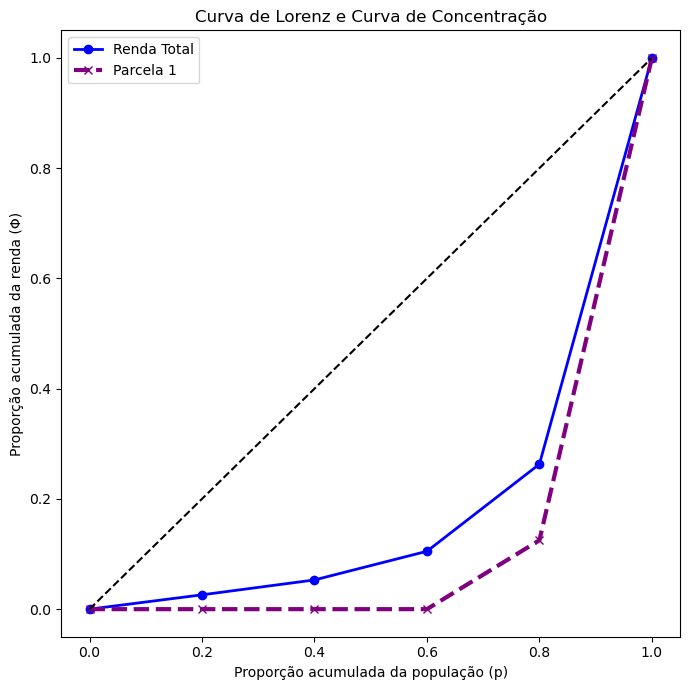 Curva de Lorenz e Curva de Concentração
Renda Total
Parcela 1
1.0
0.8
0.6
0.4
0.2
0.0
Proporção acumulada da renda (Φ)
0.0 0.2 0.4 0.6 0.8 1.0
Proporção acumulada da população (p)